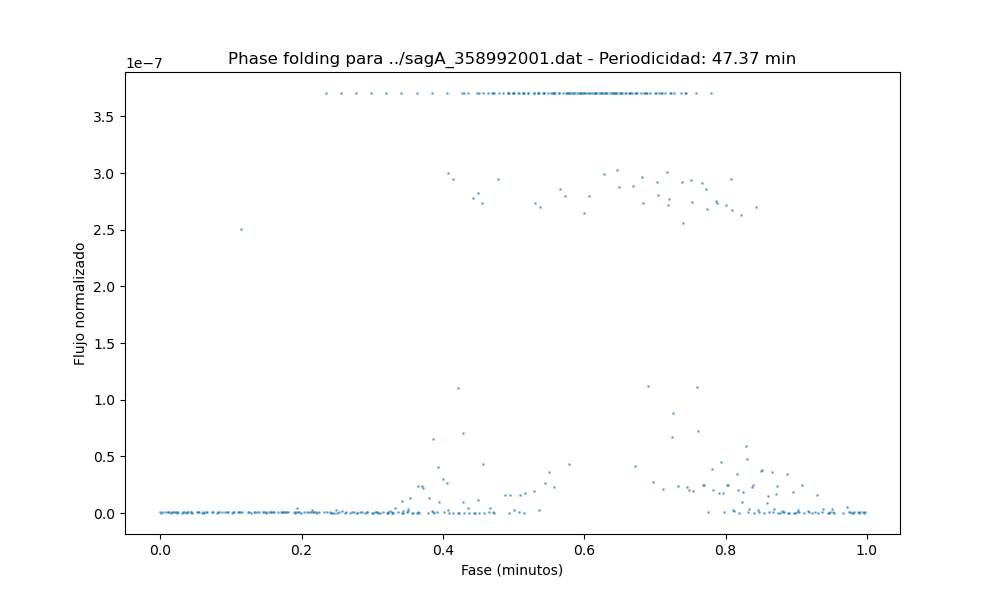 Phase folding para ../sagA_358992001.dat - Periodicidad: 47.37 min
1e−7
3.5
3.0
2.5
2.0
1.5
1.0
0.5
0.0
Flujo normalizado
0.0 0.2 0.4 0.6 0.8 1.0
Fase (minutos)